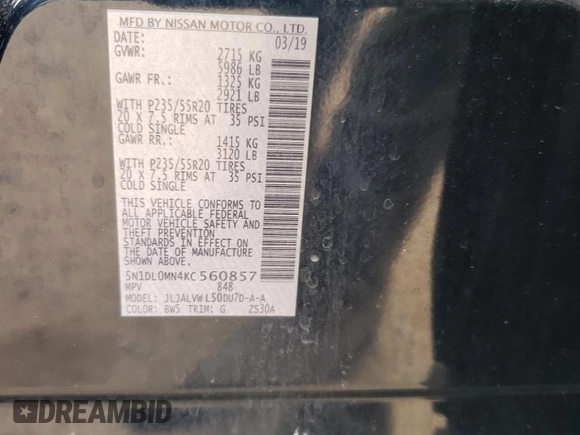 MFD BY NISSAN MOTOR CO., LTD.
DATE: 03/19
GVWR: 2715 KG
5986 LB
GAWR FR.: 1325 KG
2921 LB
WITH P235/55R20 TIRES
20 X 7.5 RIMS AT 35 PSI
COLD SINGLE
GAWR RR.: 1415 KG
3120 LB
WITH P235/55R20 TIRES
20 X 7.5 RIMS AT 35 PSI
COLD SINGLE
THIS VEHICLE CONFORMS TO
ALL APPLICABLE FEDERAL
MOTOR VEHICLE SAFETY AND
THEFT PREVENTION
STANDARDS IN EFFECT ON
THE DATE OF MANUFACTURE
SHOWN ABOVE.
5N1DL0MN4KC560857
MPV 848
MODEL: JLJALVWL50DU7D-A-A
COLOR: BW5 TRIM: G ZS30A
DREAMBID